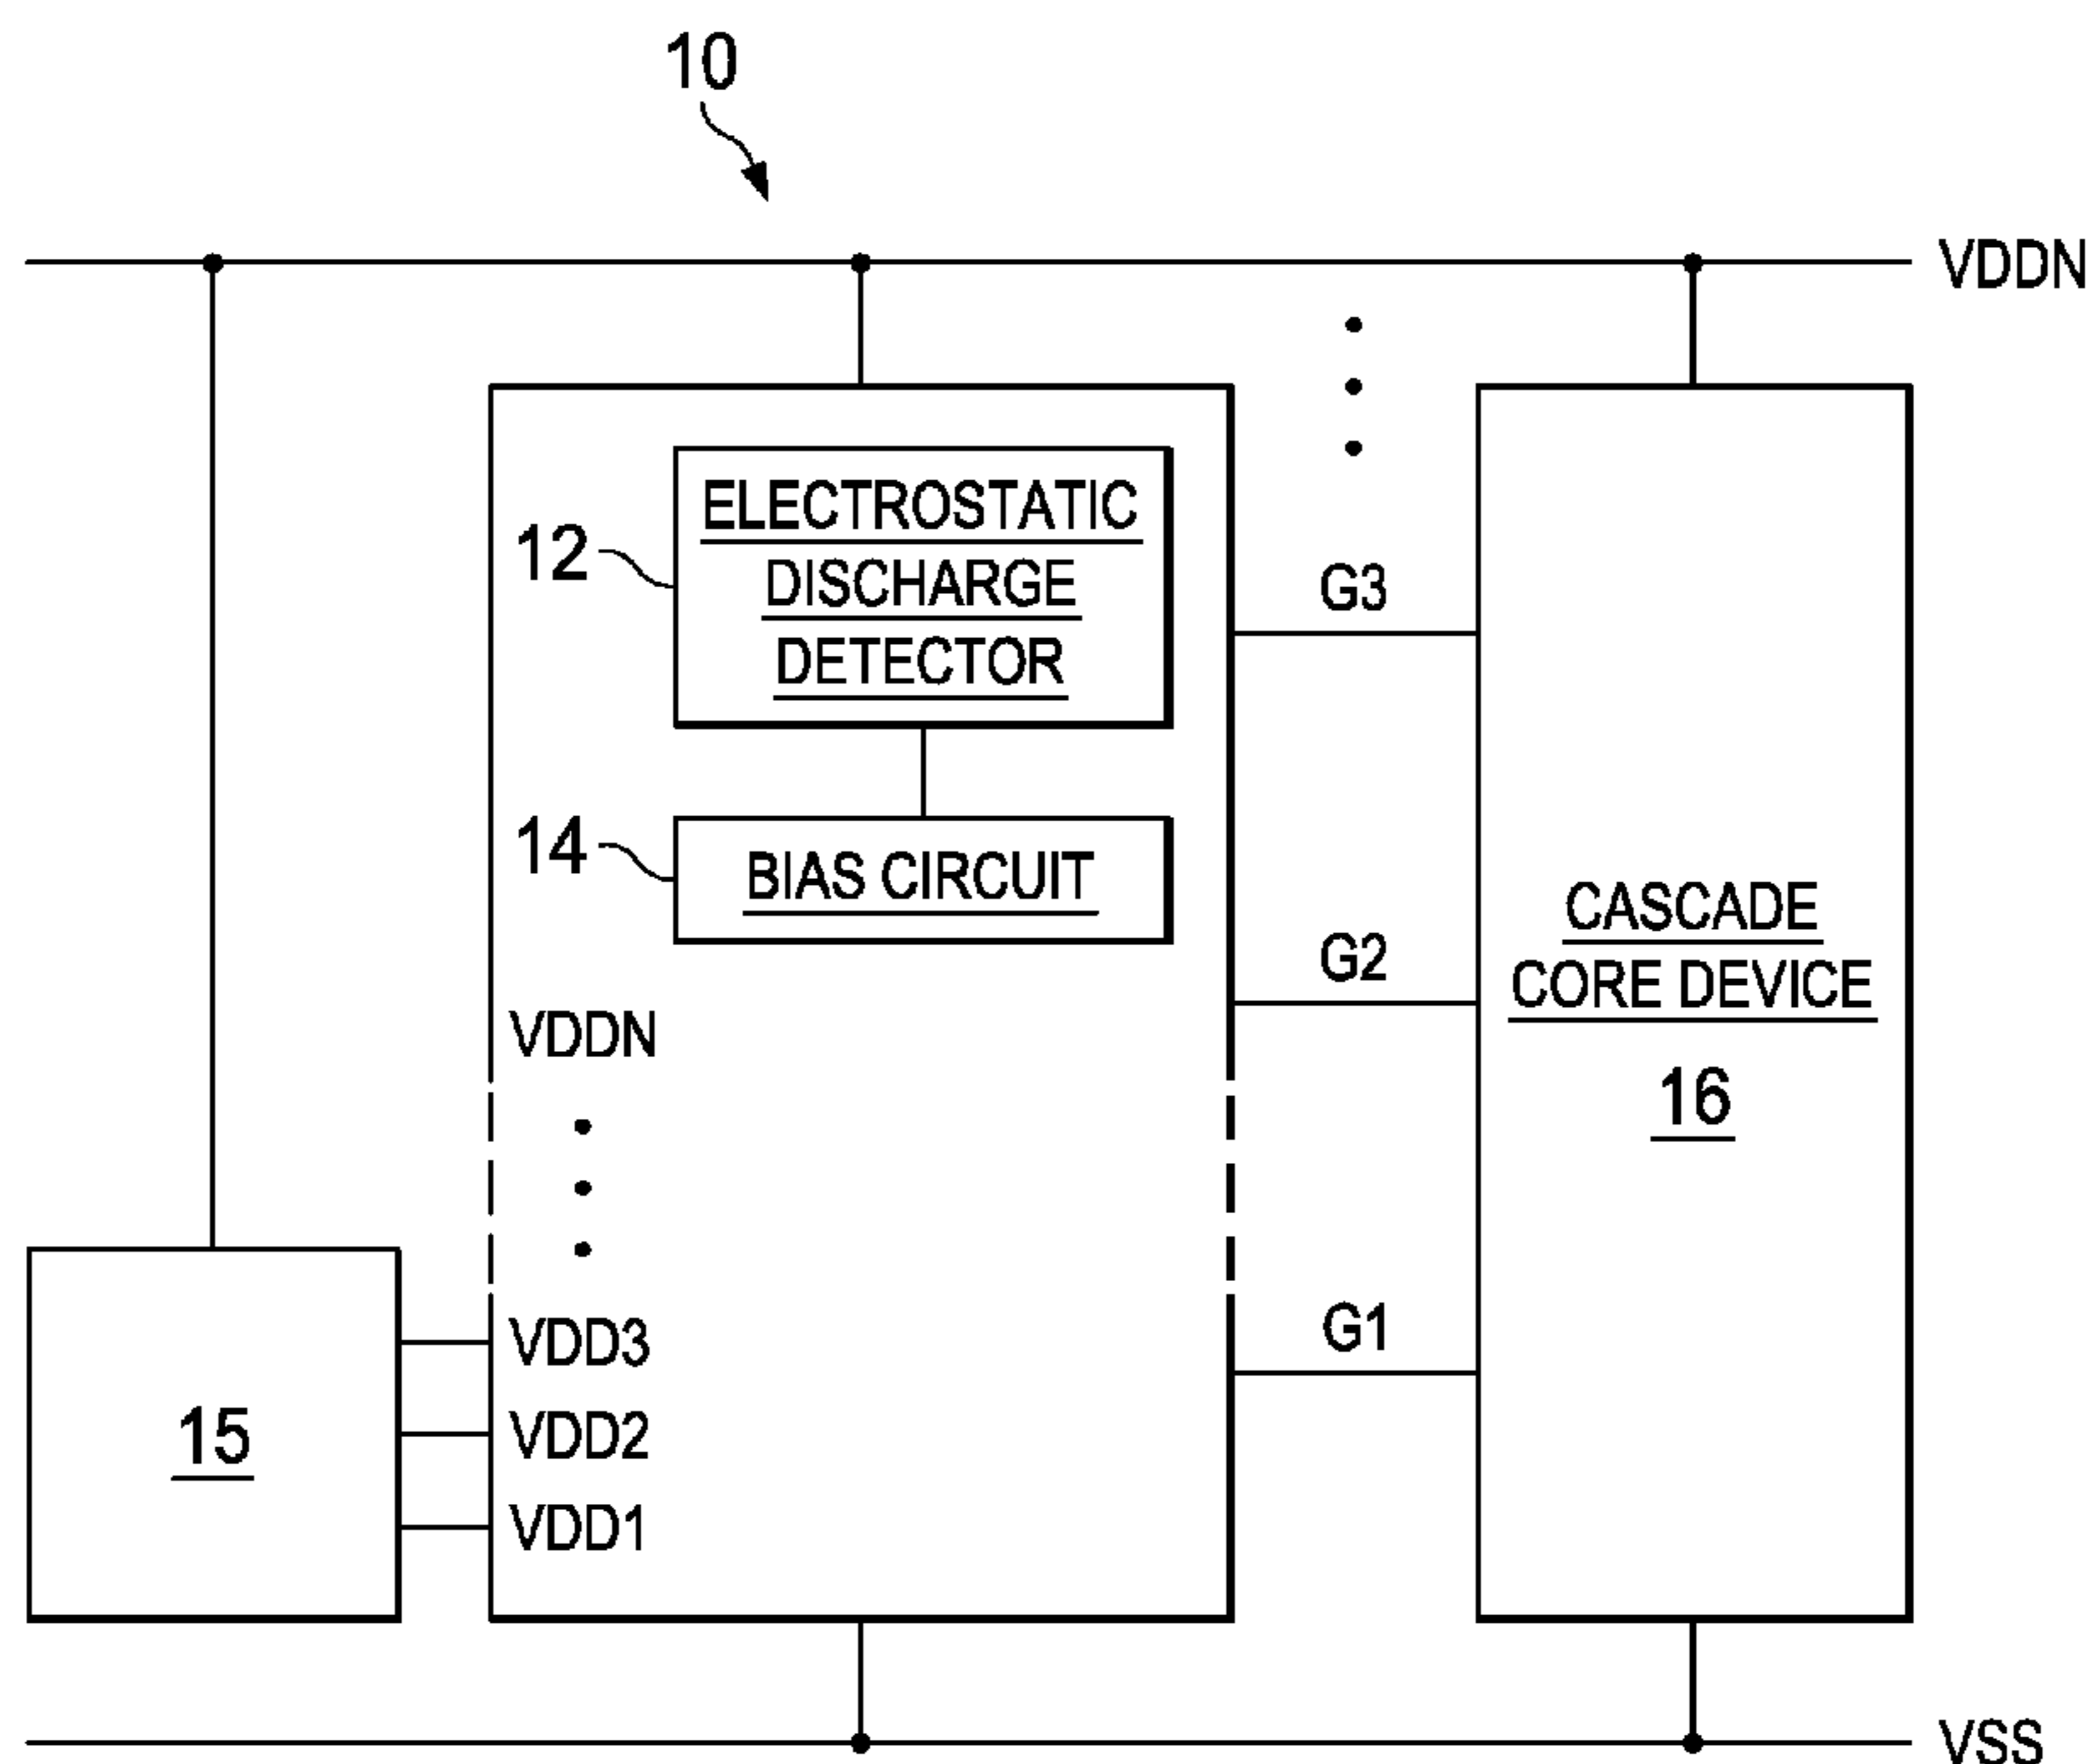 10
VDDN
ELECTROSTATIC
DISCHARGE
DETECTOR
12
G3
14
BIAS CIRCUIT
G2
CASCADE
CORE DEVICE
16
VDDN
VDD3
G1
VDD2
15
VDD1
VSS